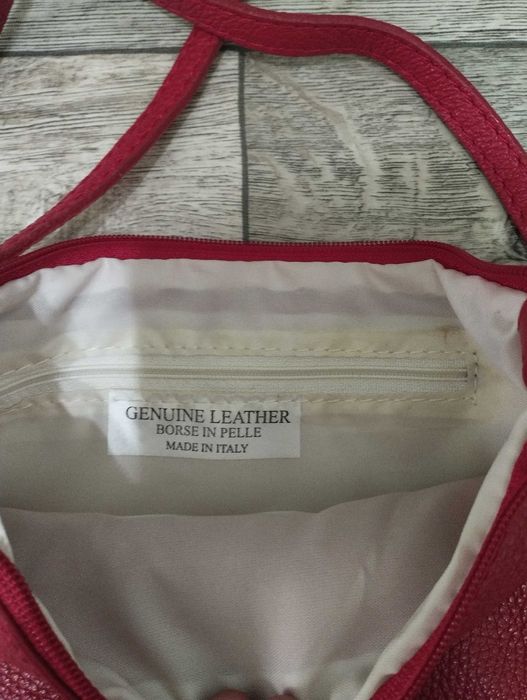 GENUINE LEATHER
BORSE IN PELLE
MADE IN ITALY